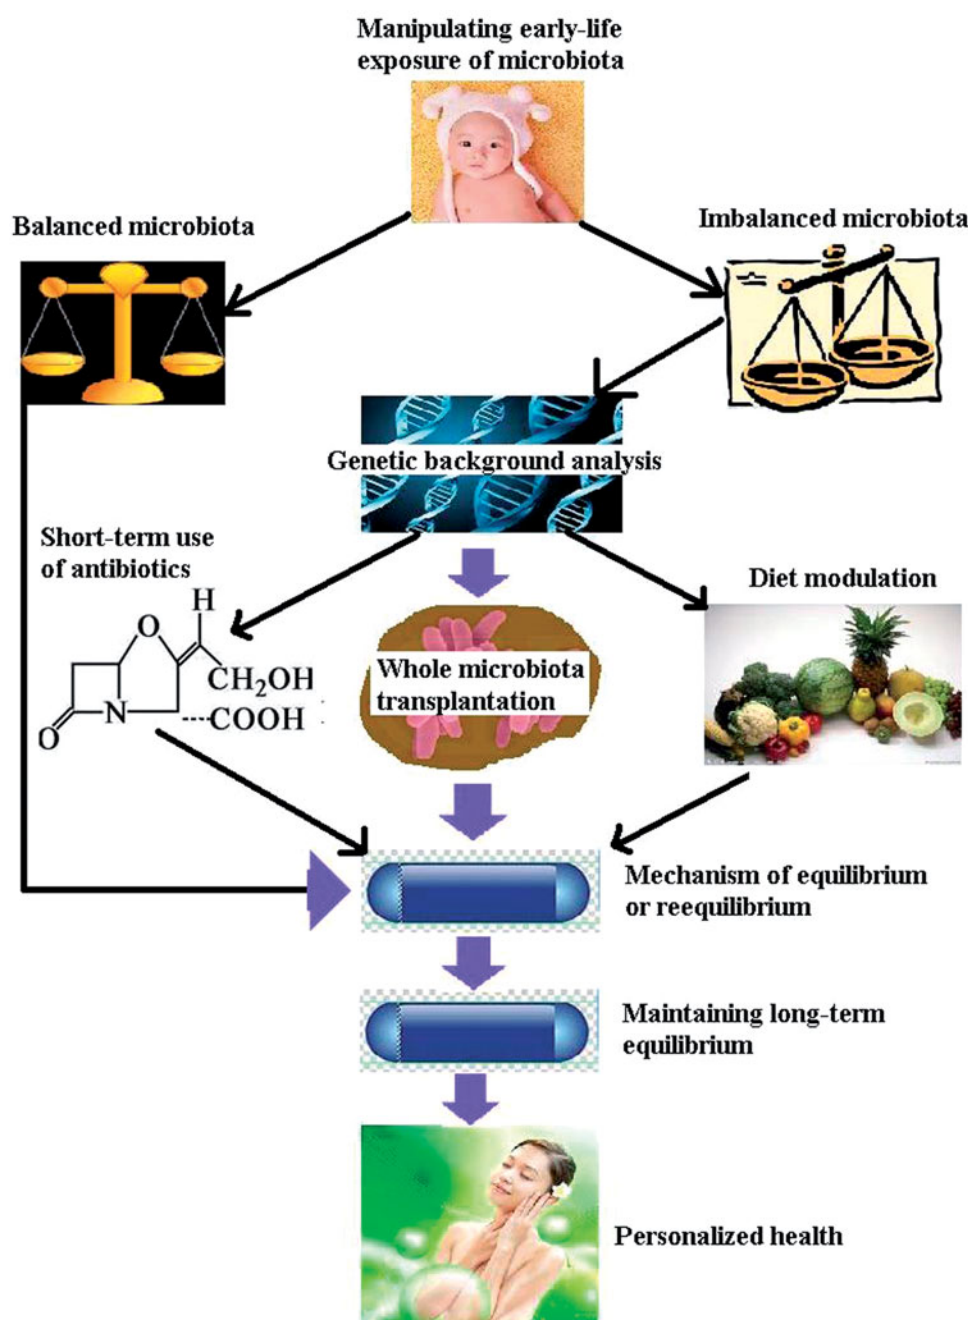 Manipulating early-life
exposure of microbiota
Balanced microbiota
Imbalanced microbiota
Genetic background analysis
Short-term use
of antibiotics
H
O
CH₂OH
N
COOH
O
Diet modulation
Whole microbiota
transplantation
Mechanism of equilibrium
or reequilibrium
Maintaining long-term
equilibrium
Personalized health